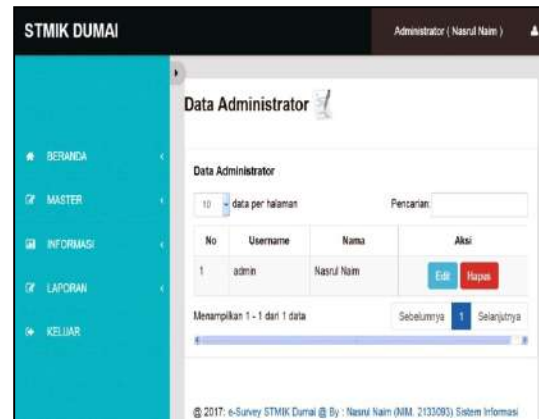 STMIK DUMAI
Administrator ( Nasrul Naim )
Data Administrator
BERANDA
MASTER
INFORMASI
LAPORAN
KELUAR
Data Administrator
10 data per halaman Pencarian:
No Username Nama Aksi
1 admin Nasrul Naim Edit Hapus
Menampilkan 1 - 1 dari 1 data Sebelumnya 1 Selanjutnya
@ 2017: e-Survey STMIK Dumai @ By : Nasrul Naim (NIM. 2133093) Sistem Informasi